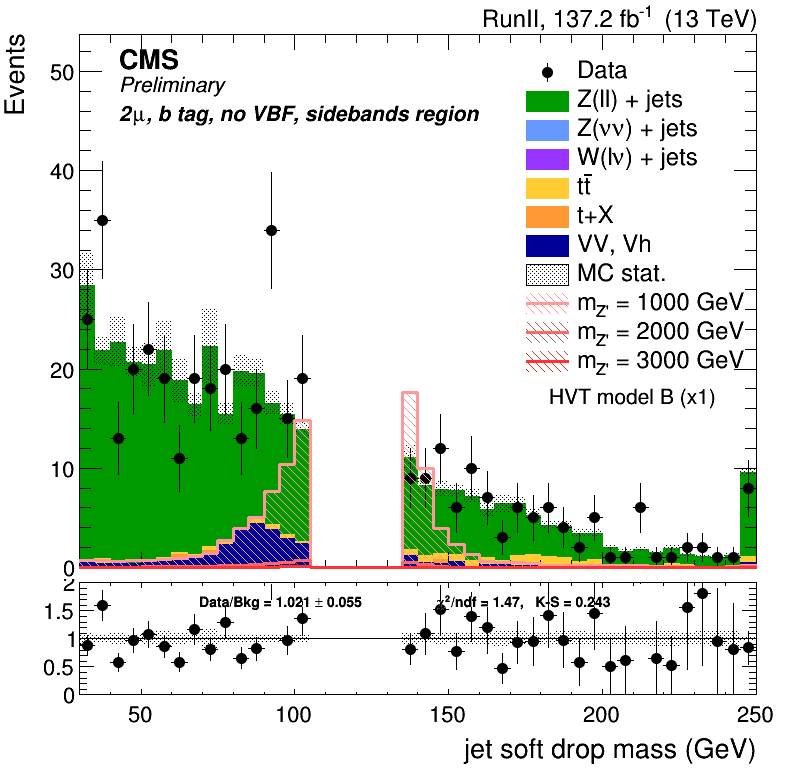 RunII, 137.2 fb⁻¹ (13 TeV)
Events
CMS
Preliminary
2μ, b tag, no VBF, sidebands region
Data
Z(ll) + jets
Z(νν) + jets
W(lν) + jets
tt̄
t+X
VV, Vh
MC stat.
m_Z' = 1000 GeV
m_Z' = 2000 GeV
m_Z' = 3000 GeV
HVT model B (x1)
50
40
30
20
10
0
2
1.5
1
0.5
0
Data/Bkg = 1.021 ± 0.055
χ²/ndf = 1.47, K-S = 0.243
50 100 150 200 250
jet soft drop mass (GeV)